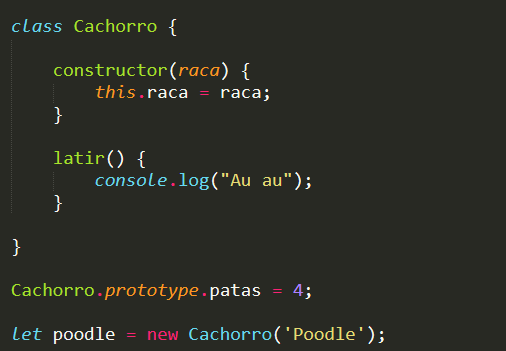 class Cachorro {
constructor(raca) {
this.raca = raca;
}
latir() {
console.log("Au au");
}
}
Cachorro.prototype.patas = 4;
let poodle = new Cachorro('Poodle');